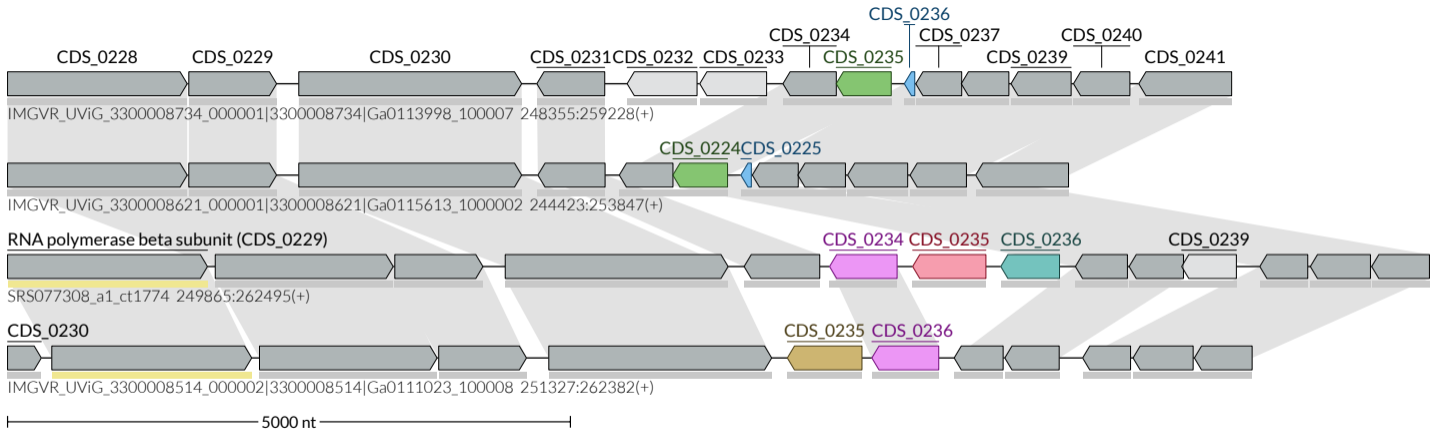 CDS_0236
CDS_0234 CDS_0237 CDS_0240
CDS_0228 CDS_0229 CDS_0230 CDS_0231 CDS_0232 CDS_0233 CDS_0235 CDS_0239 CDS_0241
IMGVR_UViG_3300008734_000001|3300008734|Ga0113998_100007 248355:259228(+)
CDS_0224 CDS_0225
IMGVR_UViG_3300008621_000001|3300008621|Ga0115613_1000002 244423:253847(+)
RNA polymerase beta subunit (CDS_0229) CDS_0234 CDS_0235 CDS_0236 CDS_0239
SRS077308_a1_ct1774 249865:262495(+)
CDS_0230 CDS_0235 CDS_0236
IMGVR_UViG_3300008514_000002|3300008514|Ga0111023_100008 251327:262382(+)
5000 nt